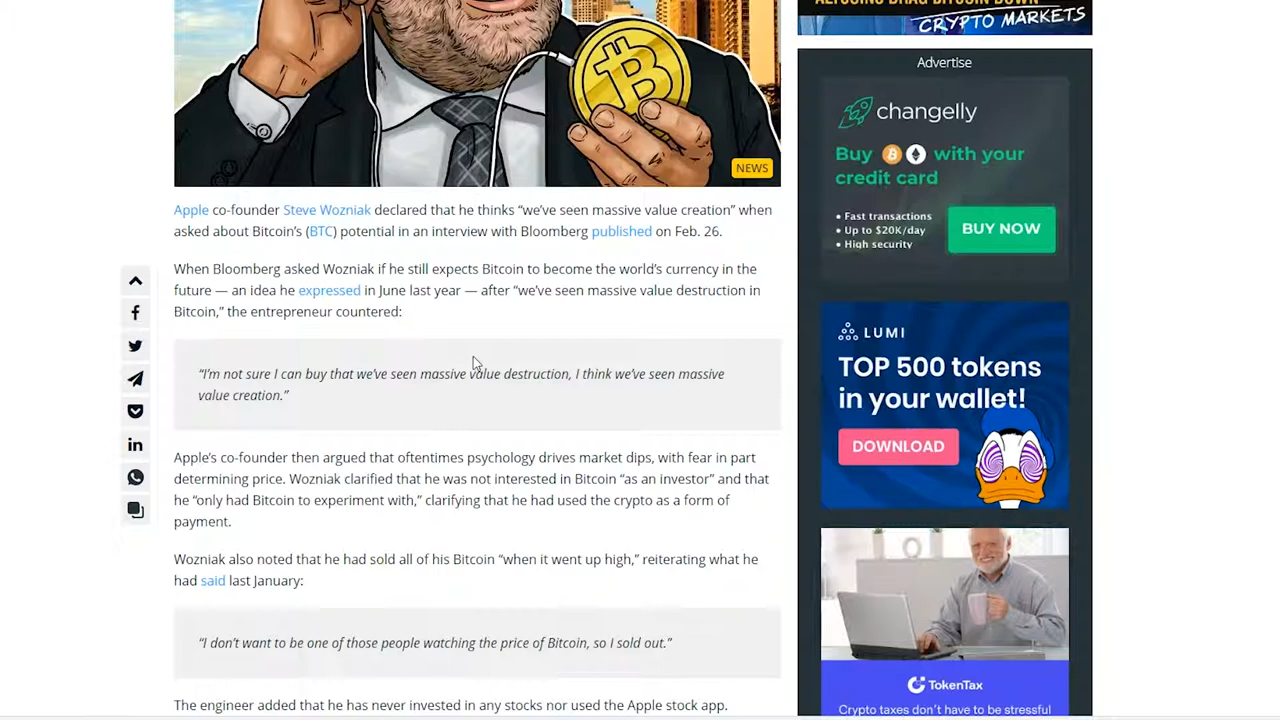 NEWS
Apple co-founder Steve Wozniak declared that he thinks “we’ve seen massive value creation” when
asked about Bitcoin’s (BTC) potential in an interview with Bloomberg published on Feb. 26.
When Bloomberg asked Wozniak if he still expects Bitcoin to become the world’s currency in the
future — an idea he expressed in June last year — after “we’ve seen massive value destruction in
Bitcoin,” the entrepreneur countered:
“I’m not sure I can buy that we’ve seen massive value destruction, I think we’ve seen massive
value creation.”
Apple’s co-founder then argued that oftentimes psychology drives market dips, with fear in part
determining price. Wozniak clarified that he was not interested in Bitcoin “as an investor” and that
he “only had Bitcoin to experiment with,” clarifying that he had used the crypto as a form of
payment.
Wozniak also noted that he had sold all of his Bitcoin “when it went up high,” reiterating what he
had said last January:
“I don’t want to be one of those people watching the price of Bitcoin, so I sold out.”
The engineer added that he has never invested in any stocks nor used the Apple stock app.
CRYPTO MARKETS
Advertise
changelly
Buy with your
credit card
• Fast transactions
• Up to $20K/day
• High security
BUY NOW
LUMI
TOP 500 tokens
in your wallet!
DOWNLOAD
TokenTax
Crypto taxes don’t have to be stressful